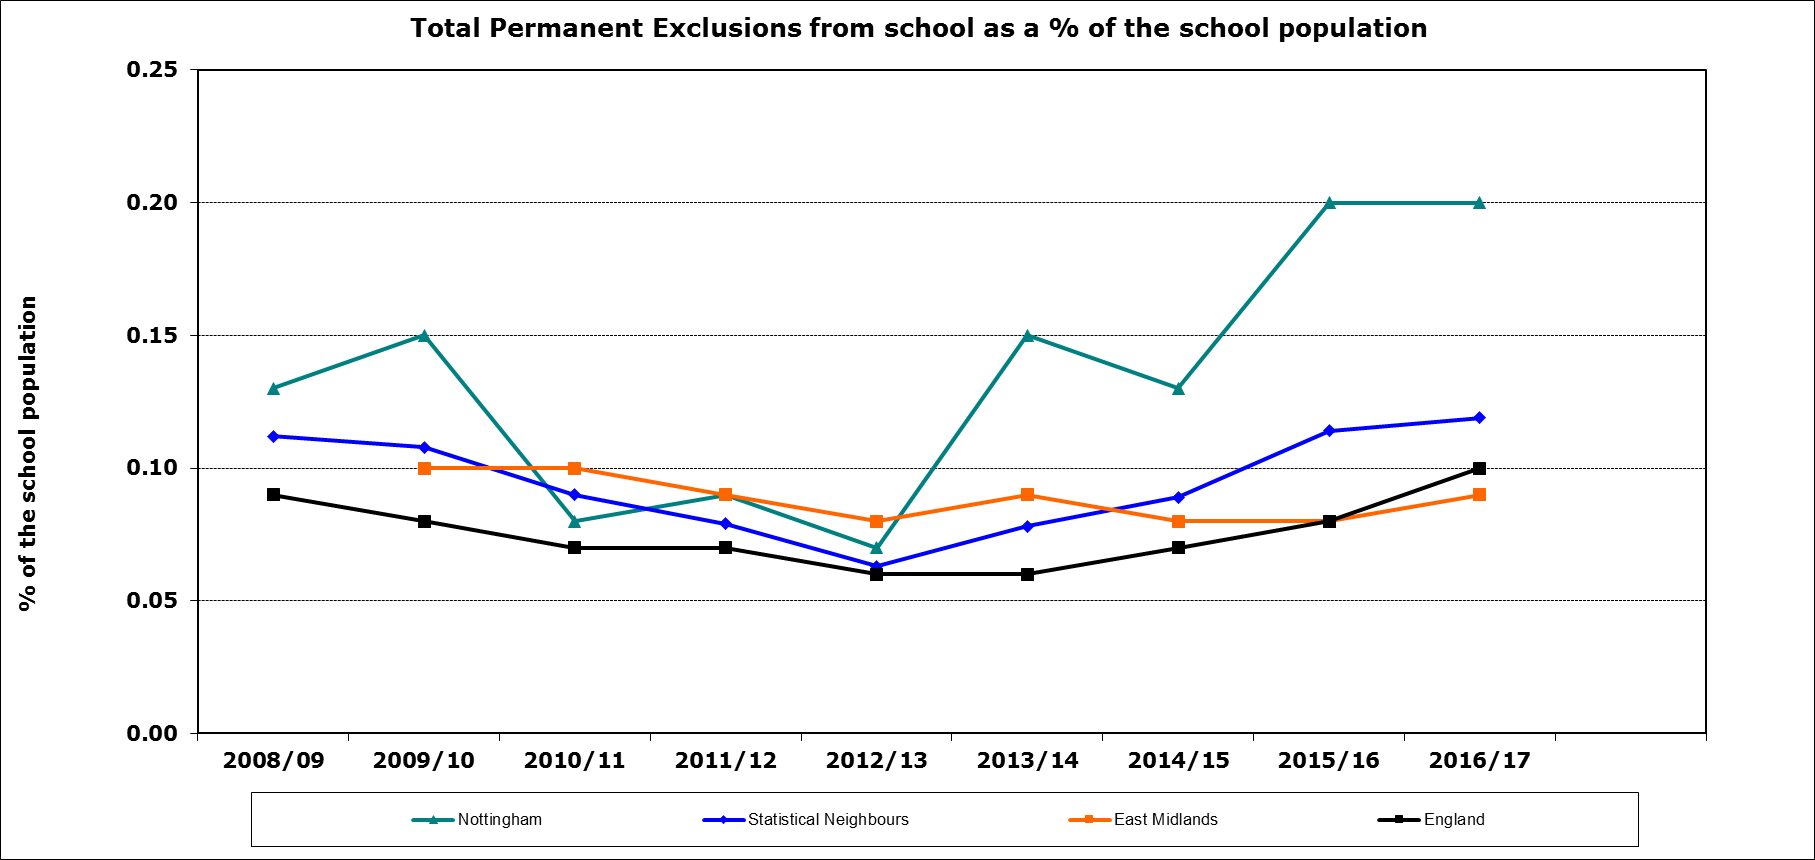 Total Permanent Exclusions from school as a % of the school population
% of the school population
0.25
0.20
0.15
0.10
0.05
0.00
2008/09 2009/10 2010/11 2011/12 2012/13 2013/14 2014/15 2015/16 2016/17
Nottingham Statistical Neighbours East Midlands England